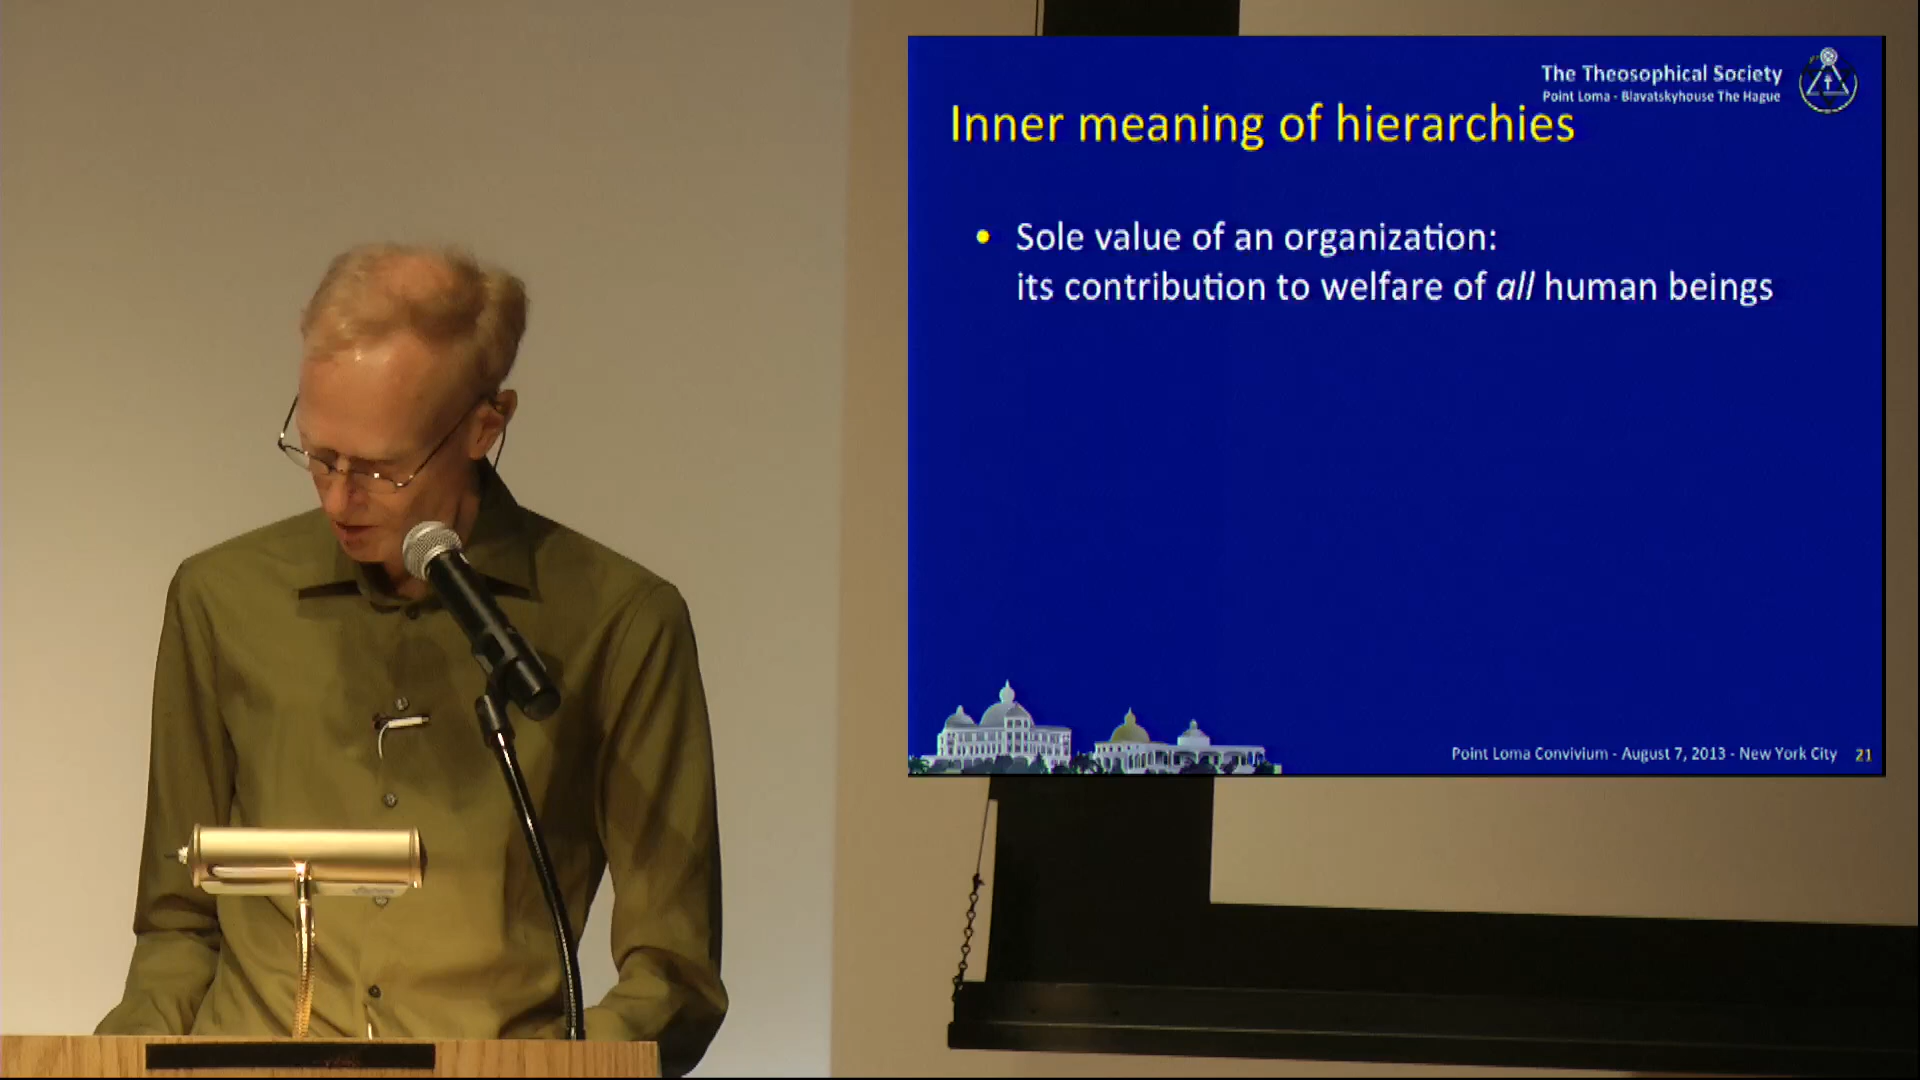 The Theosophical Society
Point Loma - Blavatskyhouse The Hague
Inner meaning of hierarchies
• Sole value of an organization:
its contribution to welfare of all human beings
Point Loma Convivium - August 7, 2013 - New York City 21